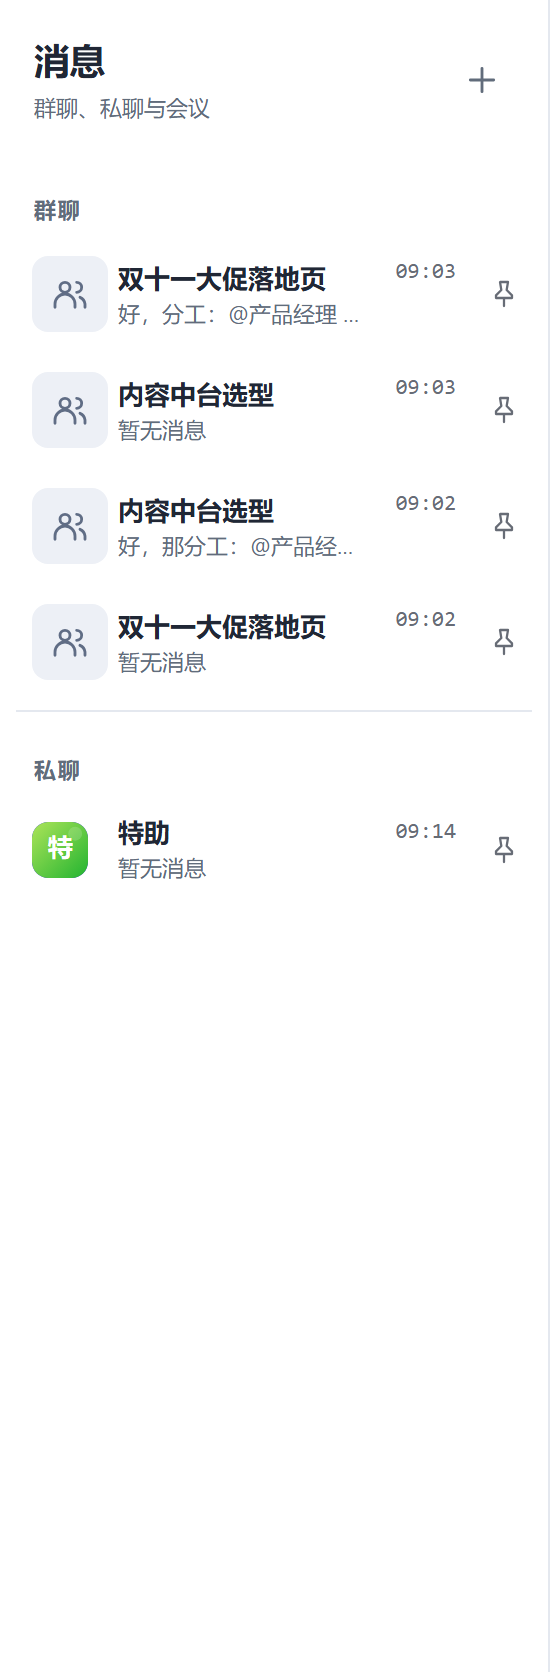 消息
群聊、私聊与会议
群聊
双十一大促落地页 09:03
好，分工：@产品经理 ...
内容中台选型 09:03
暂无消息
内容中台选型 09:02
好，那分工：@产品经...
双十一大促落地页 09:02
暂无消息
私聊
特 特助 09:14
暂无消息